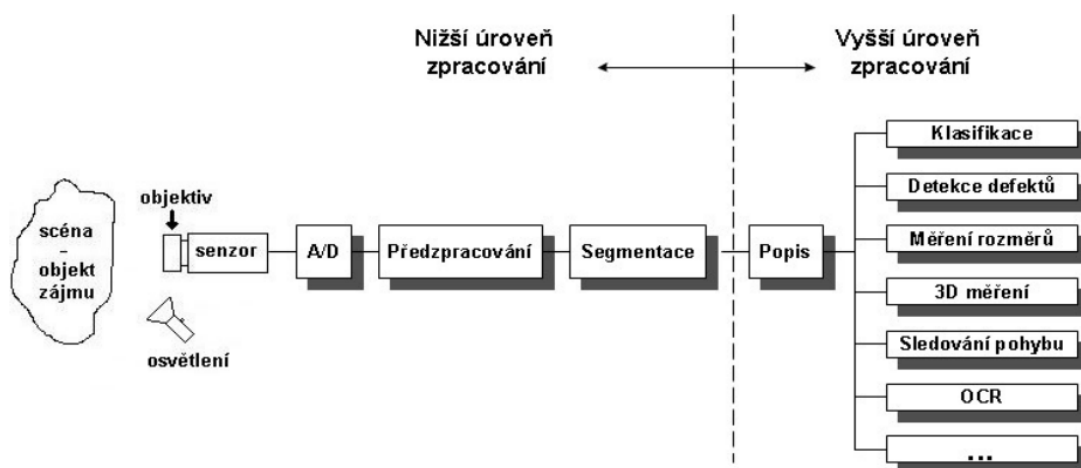 Nižší úroveň
zpracování
Vyšší úroveň
zpracování
scéna
–
objekt
zájmu
objektiv
senzor
osvětlení
A/D
Předzpracování
Segmentace
Popis
Klasifikace
Detekce defektů
Měření rozměrů
3D měření
Sledování pohybu
OCR
...